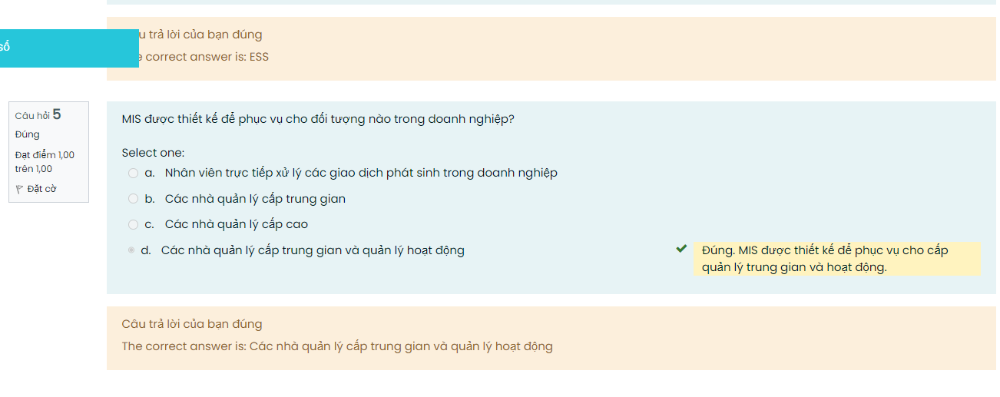 trả lời của bạn đúng
số
correct answer is: ESS
Câu hỏi 5
Đúng
Đạt điểm 1,00
trên 1,00
Đặt cờ
MIS được thiết kế để phục vụ cho đối tượng nào trong doanh nghiệp?
Select one:
a. Nhân viên trực tiếp xử lý các giao dịch phát sinh trong doanh nghiệp
b. Các nhà quản lý cấp trung gian
c. Các nhà quản lý cấp cao
d. Các nhà quản lý cấp trung gian và quản lý hoạt động
Đúng. MIS được thiết kế để phục vụ cho cấp
quản lý trung gian và hoạt động.
Câu trả lời của bạn đúng
The correct answer is: Các nhà quản lý cấp trung gian và quản lý hoạt động